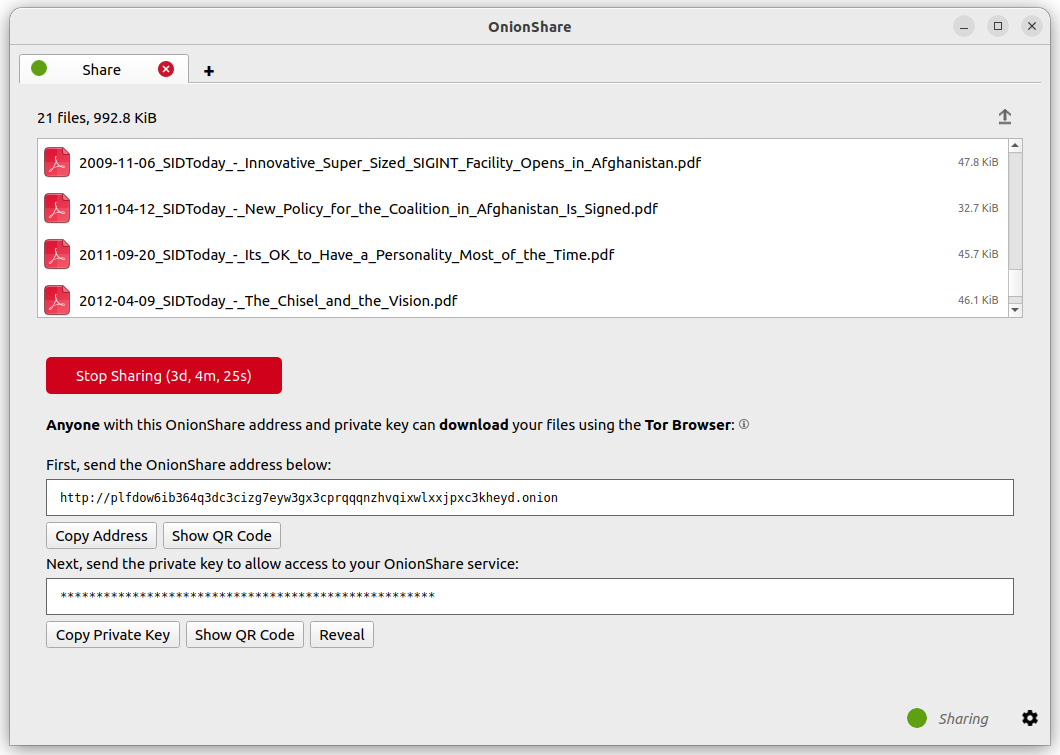 OnionShare
Share
+
21 files, 992.8 KiB
2009-11-06_SIDToday_-_Innovative_Super_Sized_SIGINT_Facility_Opens_in_Afghanistan.pdf 47.8 KiB
2011-04-12_SIDToday_-_New_Policy_for_the_Coalition_in_Afghanistan_Is_Signed.pdf 32.7 KiB
2011-09-20_SIDToday_-_Its_OK_to_Have_a_Personality_Most_of_the_Time.pdf 45.7 KiB
2012-04-09_SIDToday_-_The_Chisel_and_the_Vision.pdf 46.1 KiB
Stop Sharing (3d, 4m, 25s)
Anyone with this OnionShare address and private key can download your files using the Tor Browser:
First, send the OnionShare address below:
http://plfdow6ib364q3dc3cizg7eyw3gx3cprqqqnzhvqixwlxxjpxc3kheyd.onion
Copy Address Show QR Code
Next, send the private key to allow access to your OnionShare service:
****************************************************
Copy Private Key Show QR Code Reveal
Sharing